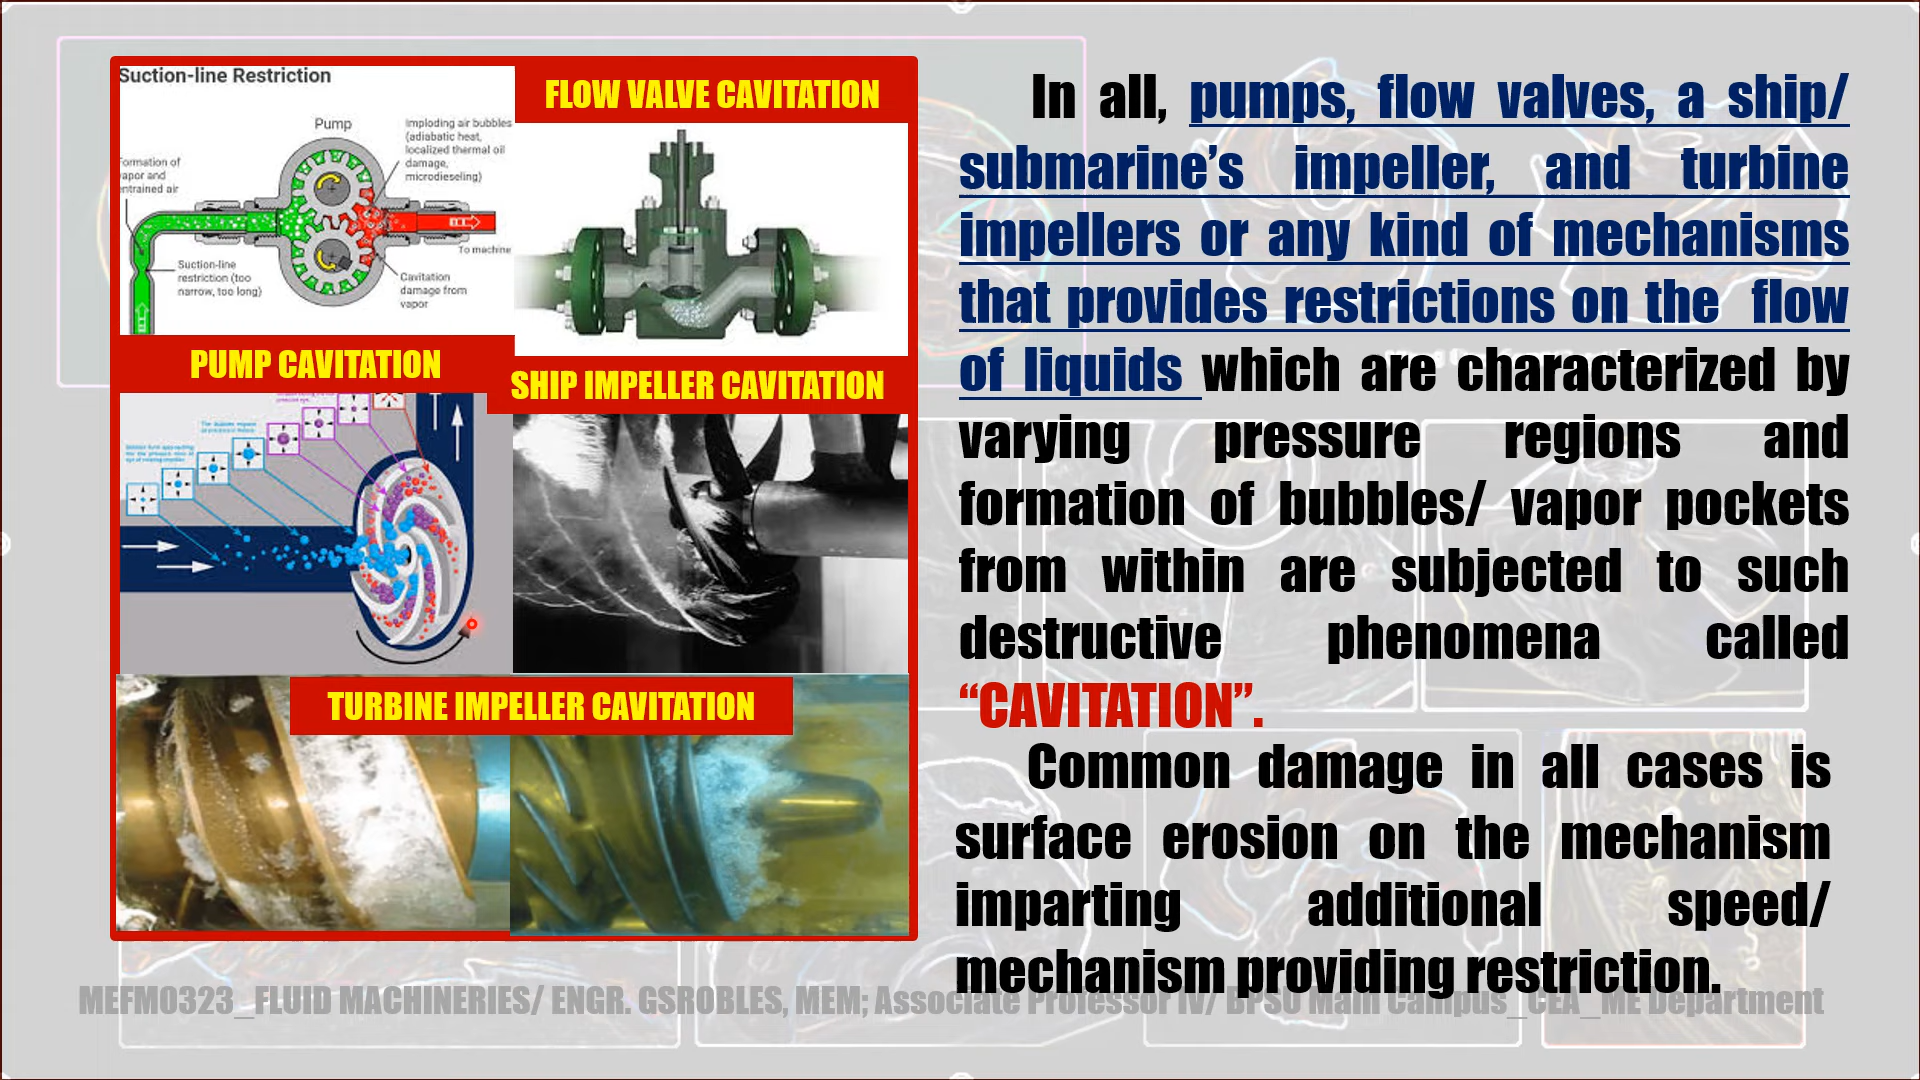 Suction-line Restriction
Pump
Imploding air bubbles
(adiabatic heat,
localized thermal oil
damage,
microdieseling)
Formation of
vapor and
entrained air
Suction-line
restriction (too
narrow, too long)
To machine
Cavitation
damage from
vapor
FLOW VALVE CAVITATION
PUMP CAVITATION
SHIP IMPELLER CAVITATION
TURBINE IMPELLER CAVITATION
In all, pumps, flow valves, a ship/
submarine’s impeller, and turbine
impellers or any kind of mechanisms
that provides restrictions on the flow
of liquids which are characterized by
varying pressure regions and
formation of bubbles/ vapor pockets
from within are subjected to such
destructive phenomena called
“CAVITATION”.
Common damage in all cases is
surface erosion on the mechanism
imparting additional speed/
mechanism providing restriction.
MEFM0323_FLUID MACHINERIES/ ENGR. GSROBLES, MEM; Associate Professor IV/ BPSU Main Campus_CEA_ME Department